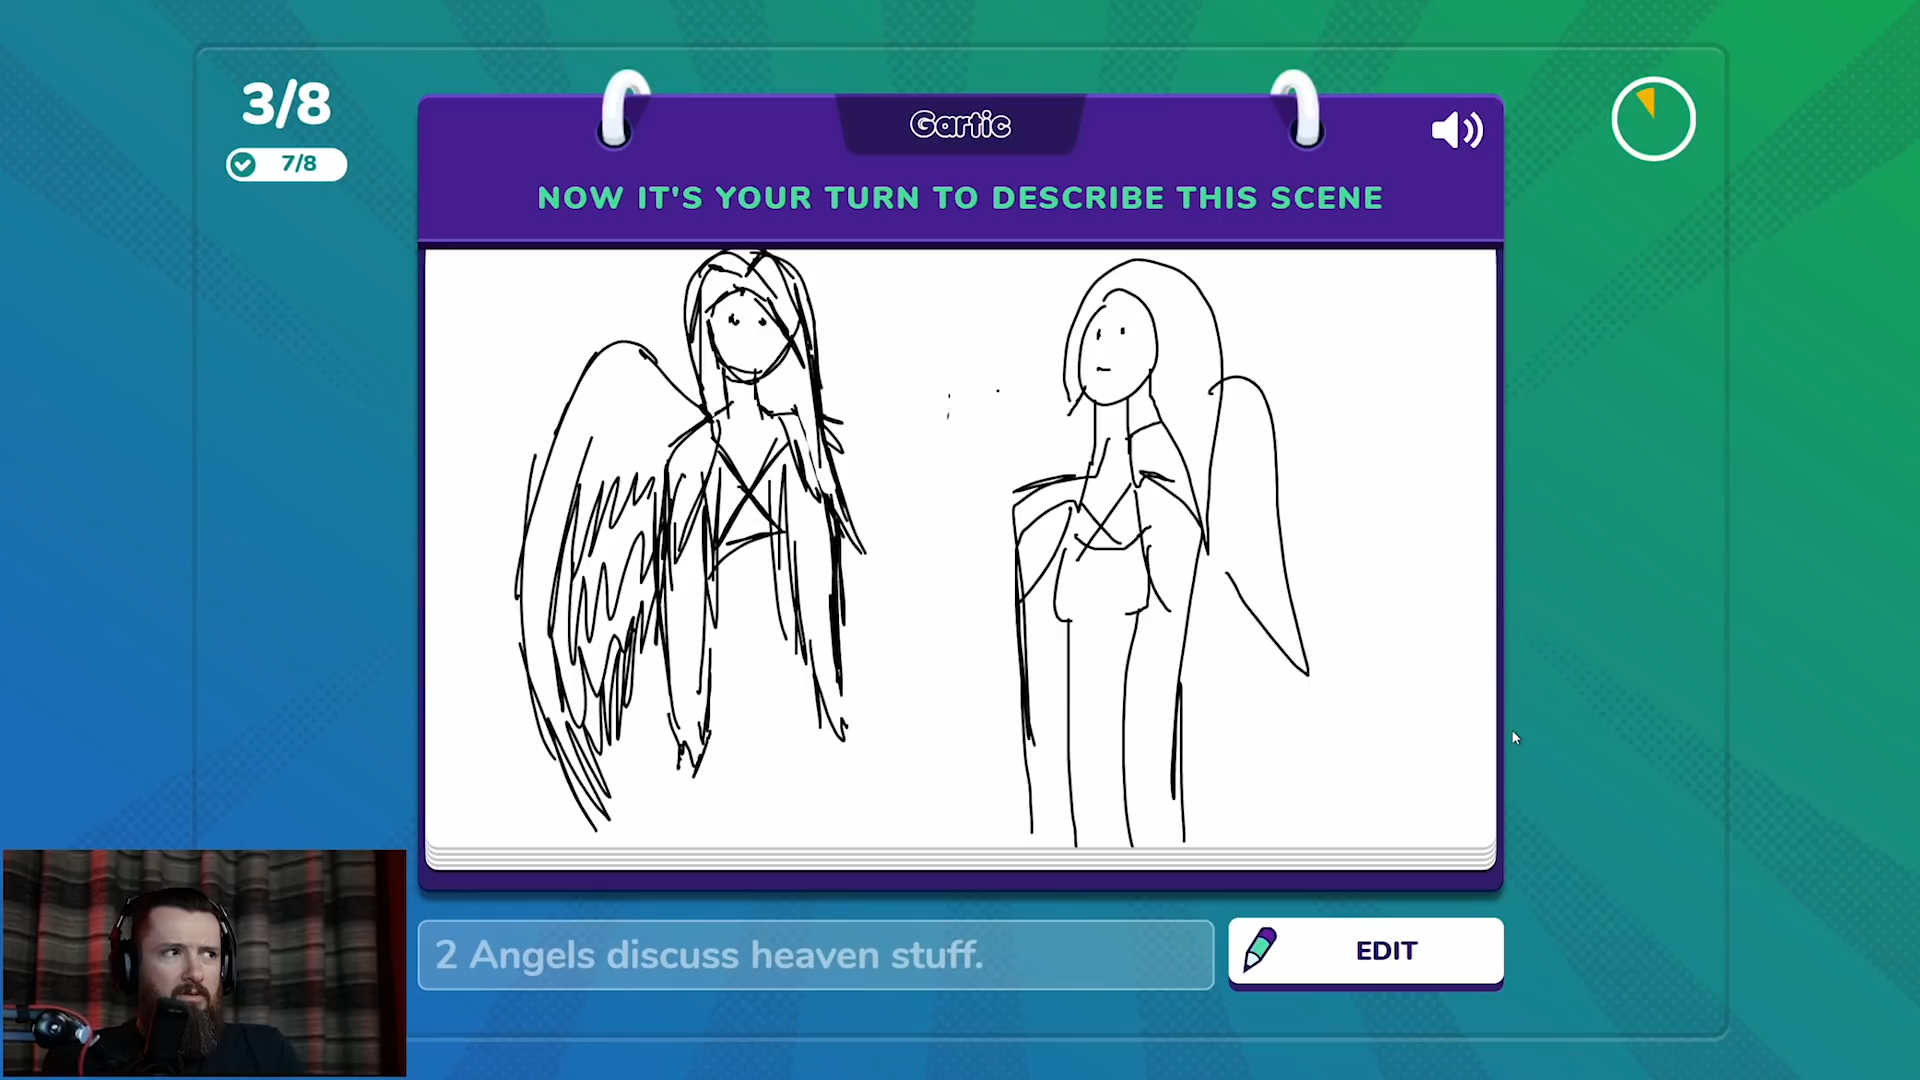 3/8
7/8
Gartic
NOW IT'S YOUR TURN TO DESCRIBE THIS SCENE
2 Angels discuss heaven stuff.
EDIT